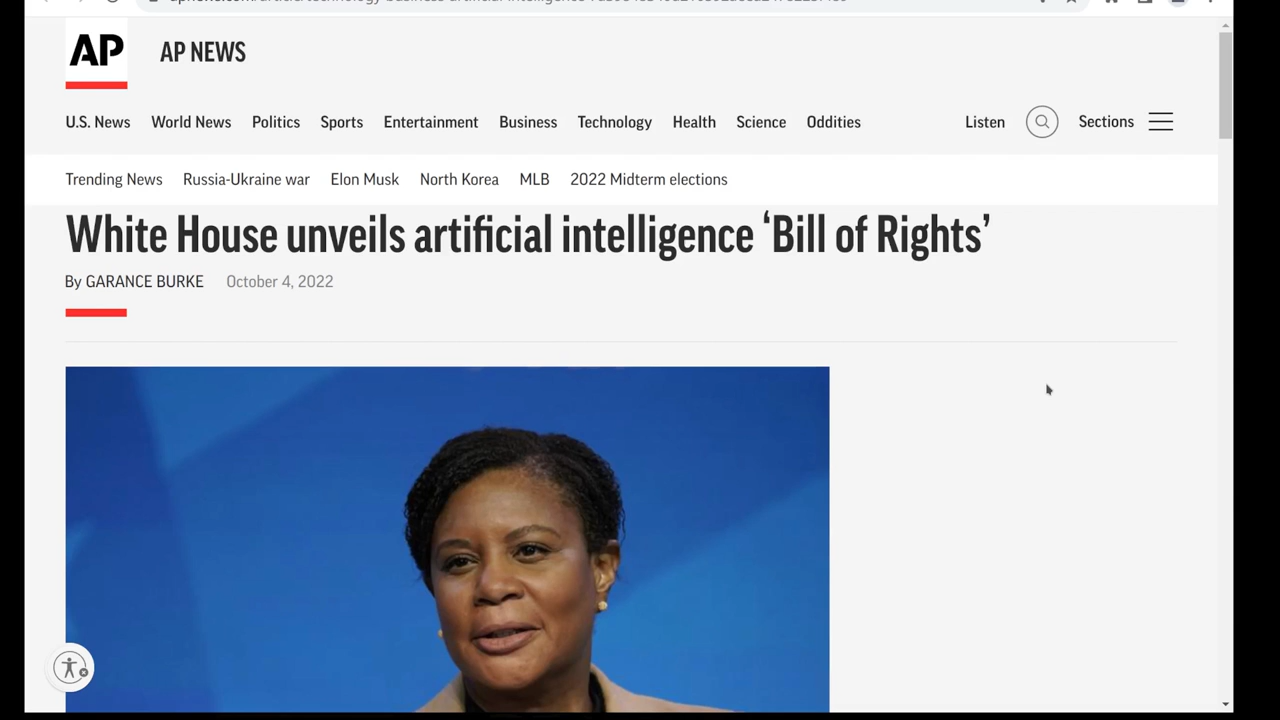 AP AP NEWS
U.S. News World News Politics Sports Entertainment Business Technology Health Science Oddities Listen Sections
Trending News Russia-Ukraine war Elon Musk North Korea MLB 2022 Midterm elections
White House unveils artificial intelligence ‘Bill of Rights’
By GARANCE BURKE October 4, 2022